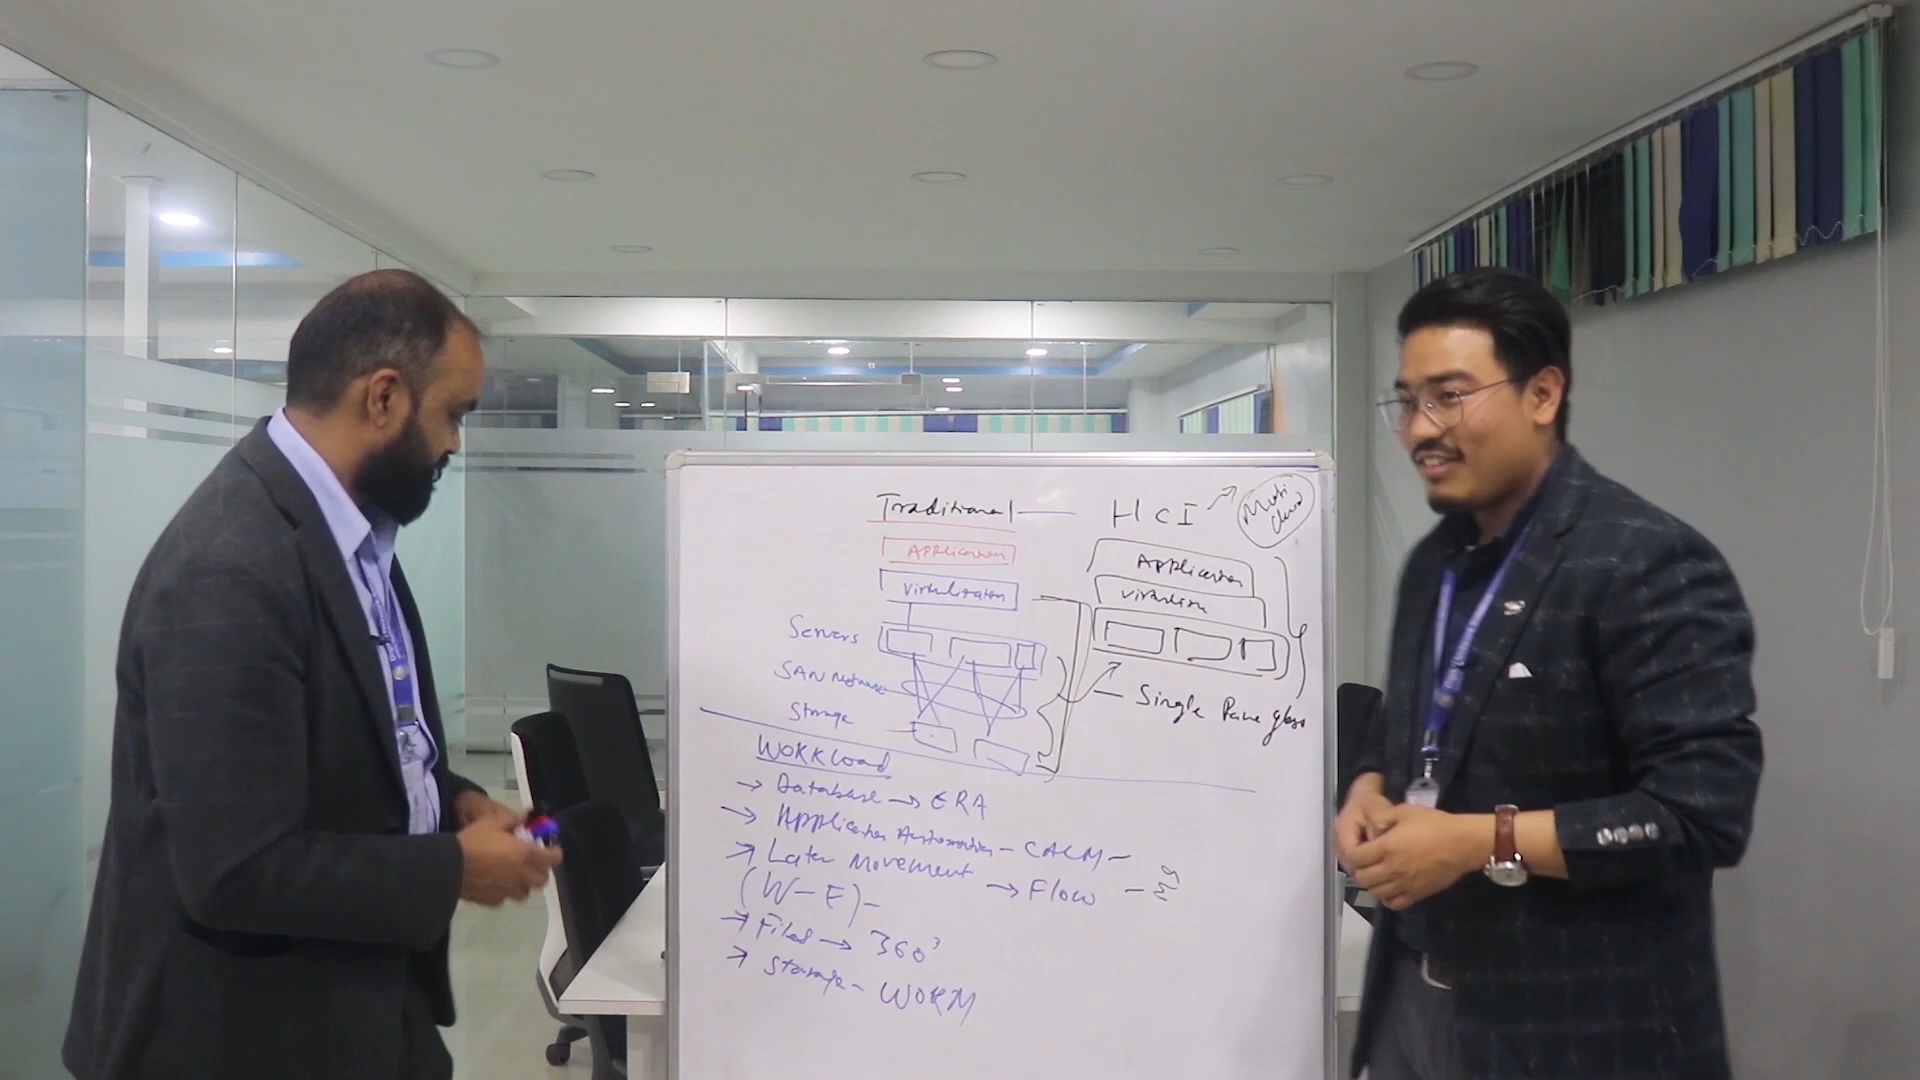 Traditional — HCI → Multi Cloud
Application
Virtualization
Servers
SAN network
Storage
Application
Virtualizn
— Single Pane glass
Workload
→ Database → ERA
→ Application Automation - CALM -
→ Later Movement → Flow -
(W-E) -
→ Files → 360°
→ Storage - WORM